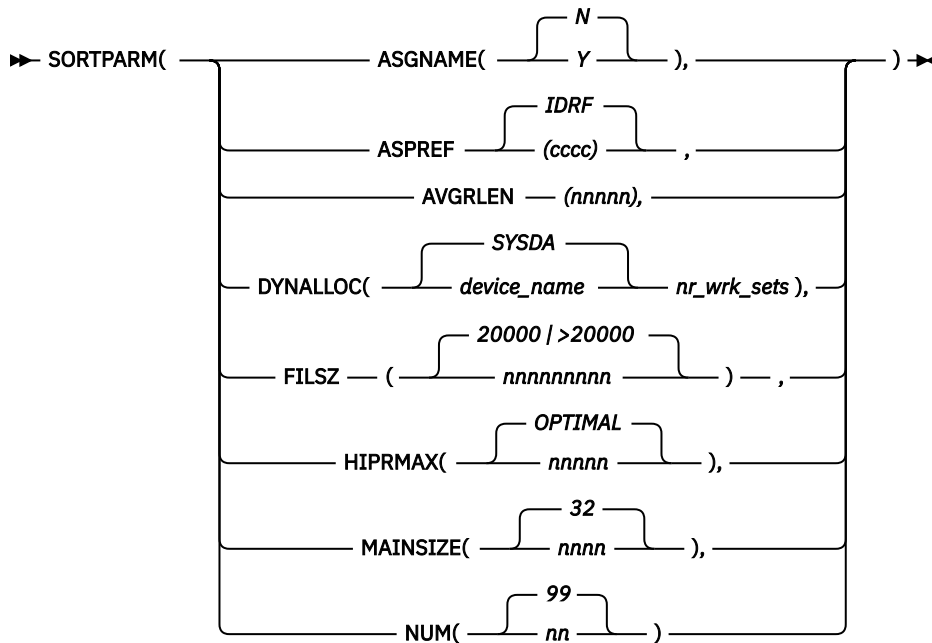 N
SORTPARM( ASGNAME( Y ), )
IDRF
ASPREF (cccc) ,
AVGRLEN (nnnnn),
SYSDA
DYNALLOC( device_name nr_wrk_sets ),
20000 | >20000
FILSZ ( nnnnnnnnn ) ,
OPTIMAL
HIPRMAX( nnnnn ),
32
MAINSIZE( nnnn ),
99
NUM( nn )